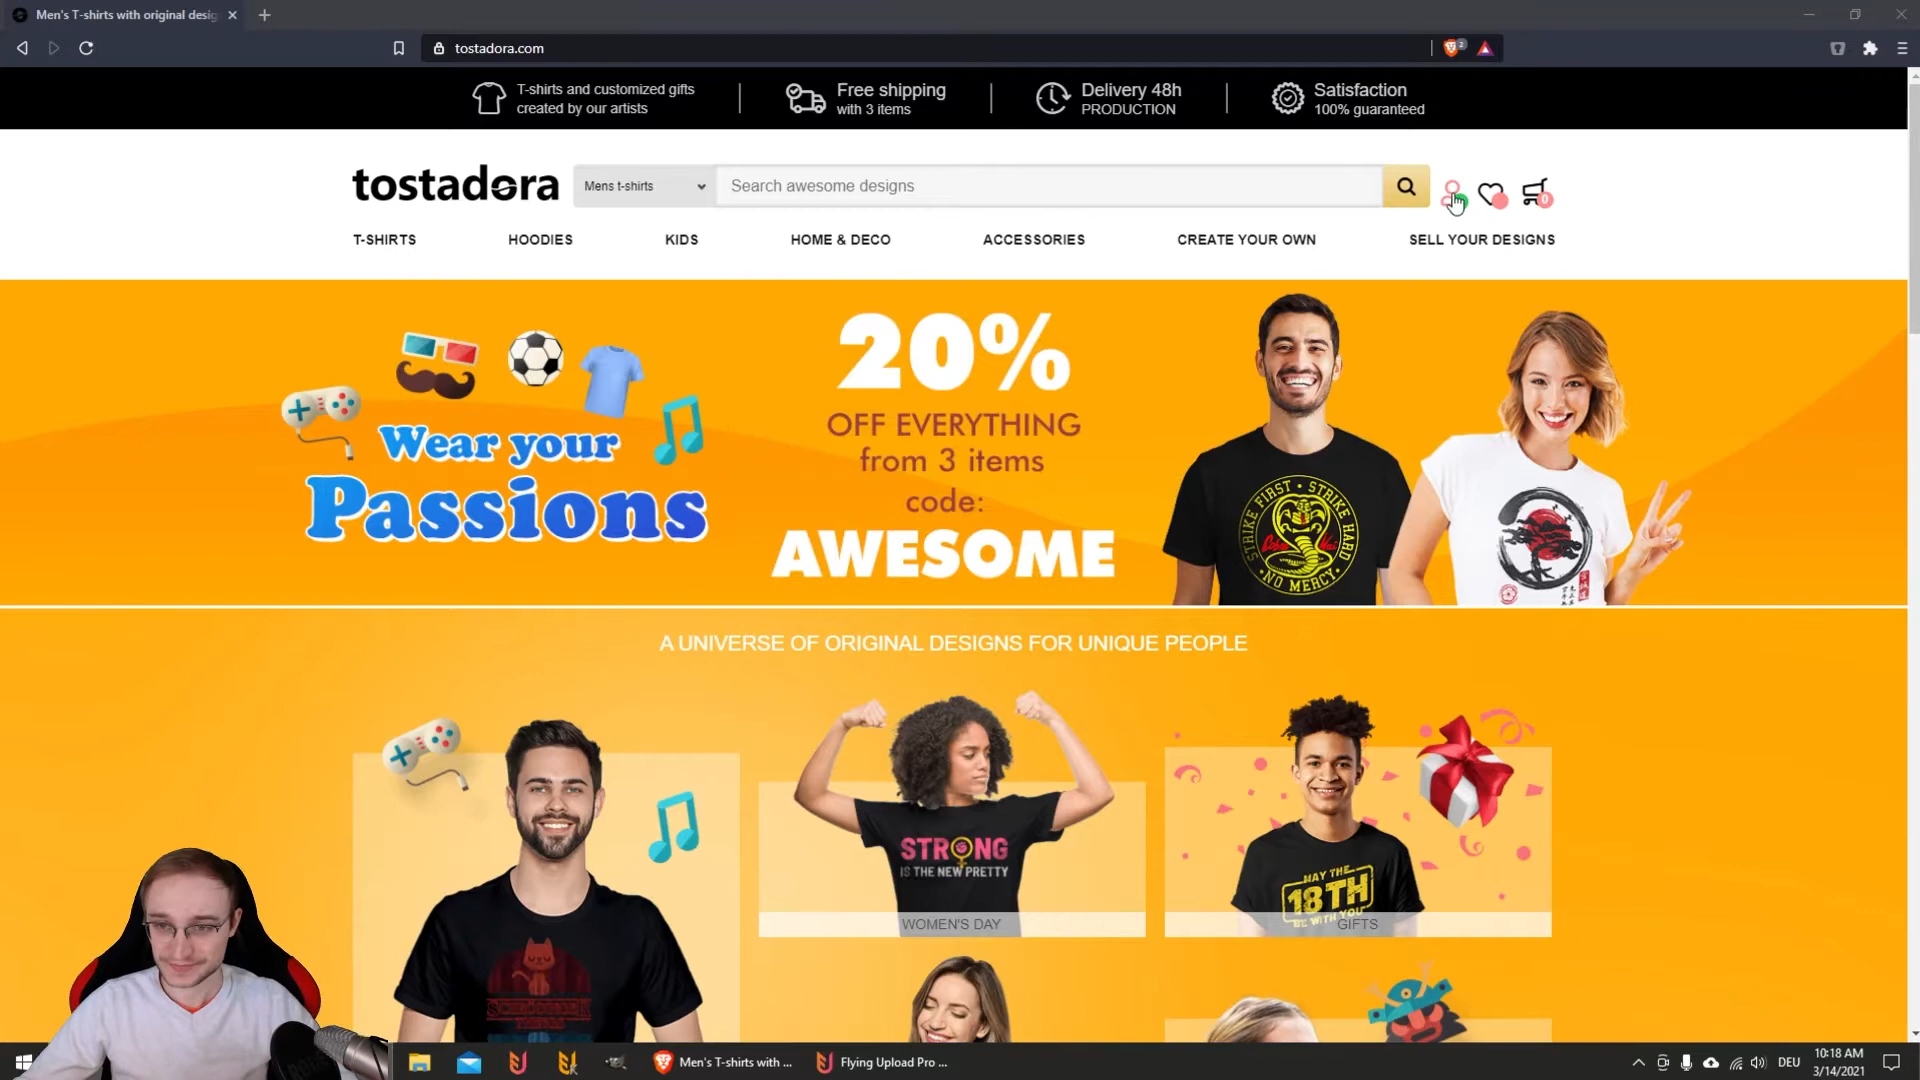 Men's T-shirts with original desig
tostadora.com
2
T-shirts and customized gifts
created by our artists
Free shipping
with 3 items
Delivery 48h
PRODUCTION
Satisfaction
100% guaranteed
tostadora
Mens t-shirts
Search awesome designs
0
T-SHIRTS
HOODIES
KIDS
HOME & DECO
ACCESSORIES
CREATE YOUR OWN
SELL YOUR DESIGNS
Wear your
Passions
20%
OFF EVERYTHING
from 3 items
code:
AWESOME
STRIKE FIRST • STRIKE HARD
Cobra Kai
• NO MERCY •
A UNIVERSE OF ORIGINAL DESIGNS FOR UNIQUE PEOPLE
STRONG
IS THE NEW PRETTY
WOMEN'S DAY
MAY THE
18TH
BE WITH YOU
GIFTS
Men's T-shirts with ...
Flying Upload Pro ...
DEU
10:18 AM
3/14/2021